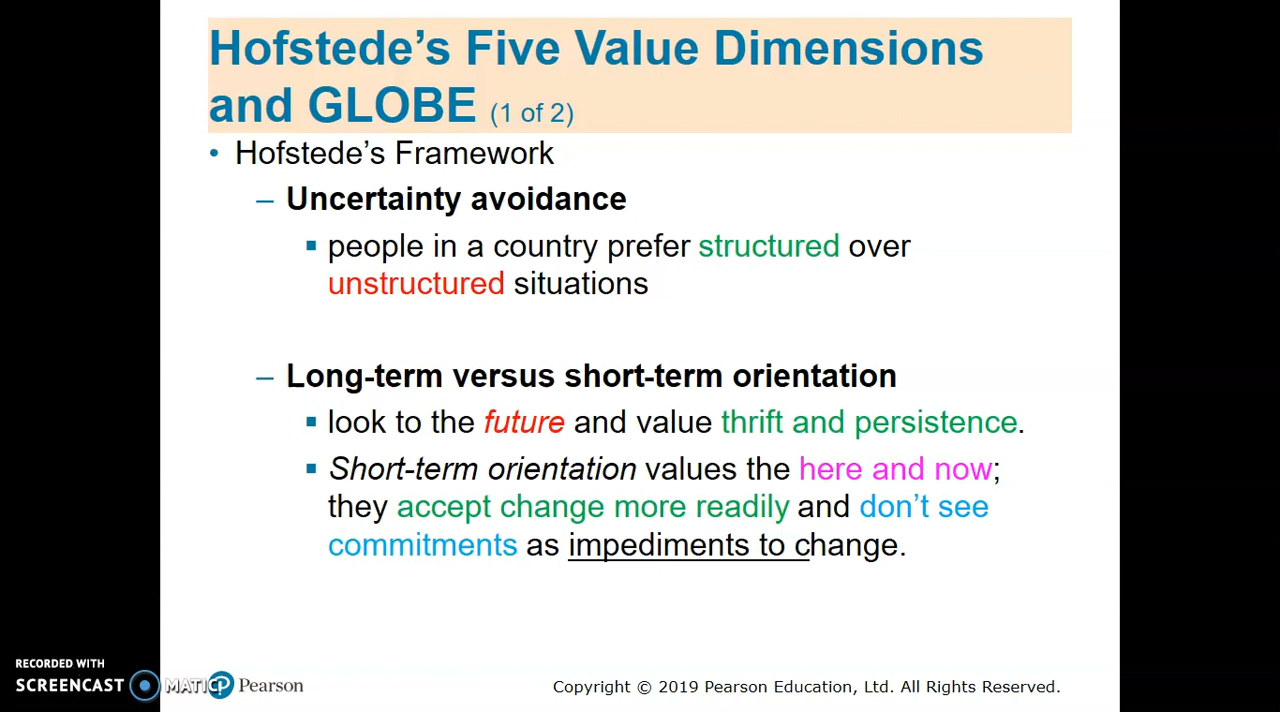 Hofstede's Five Value Dimensions
and GLOBE (1 of 2)
• Hofstede's Framework
– Uncertainty avoidance
▪ people in a country prefer structured over
unstructured situations
– Long-term versus short-term orientation
▪ look to the future and value thrift and persistence.
▪ Short-term orientation values the here and now;
they accept change more readily and don't see
commitments as impediments to change.
RECORDED WITH
SCREENCAST MATIC
Pearson
Copyright © 2019 Pearson Education, Ltd. All Rights Reserved.